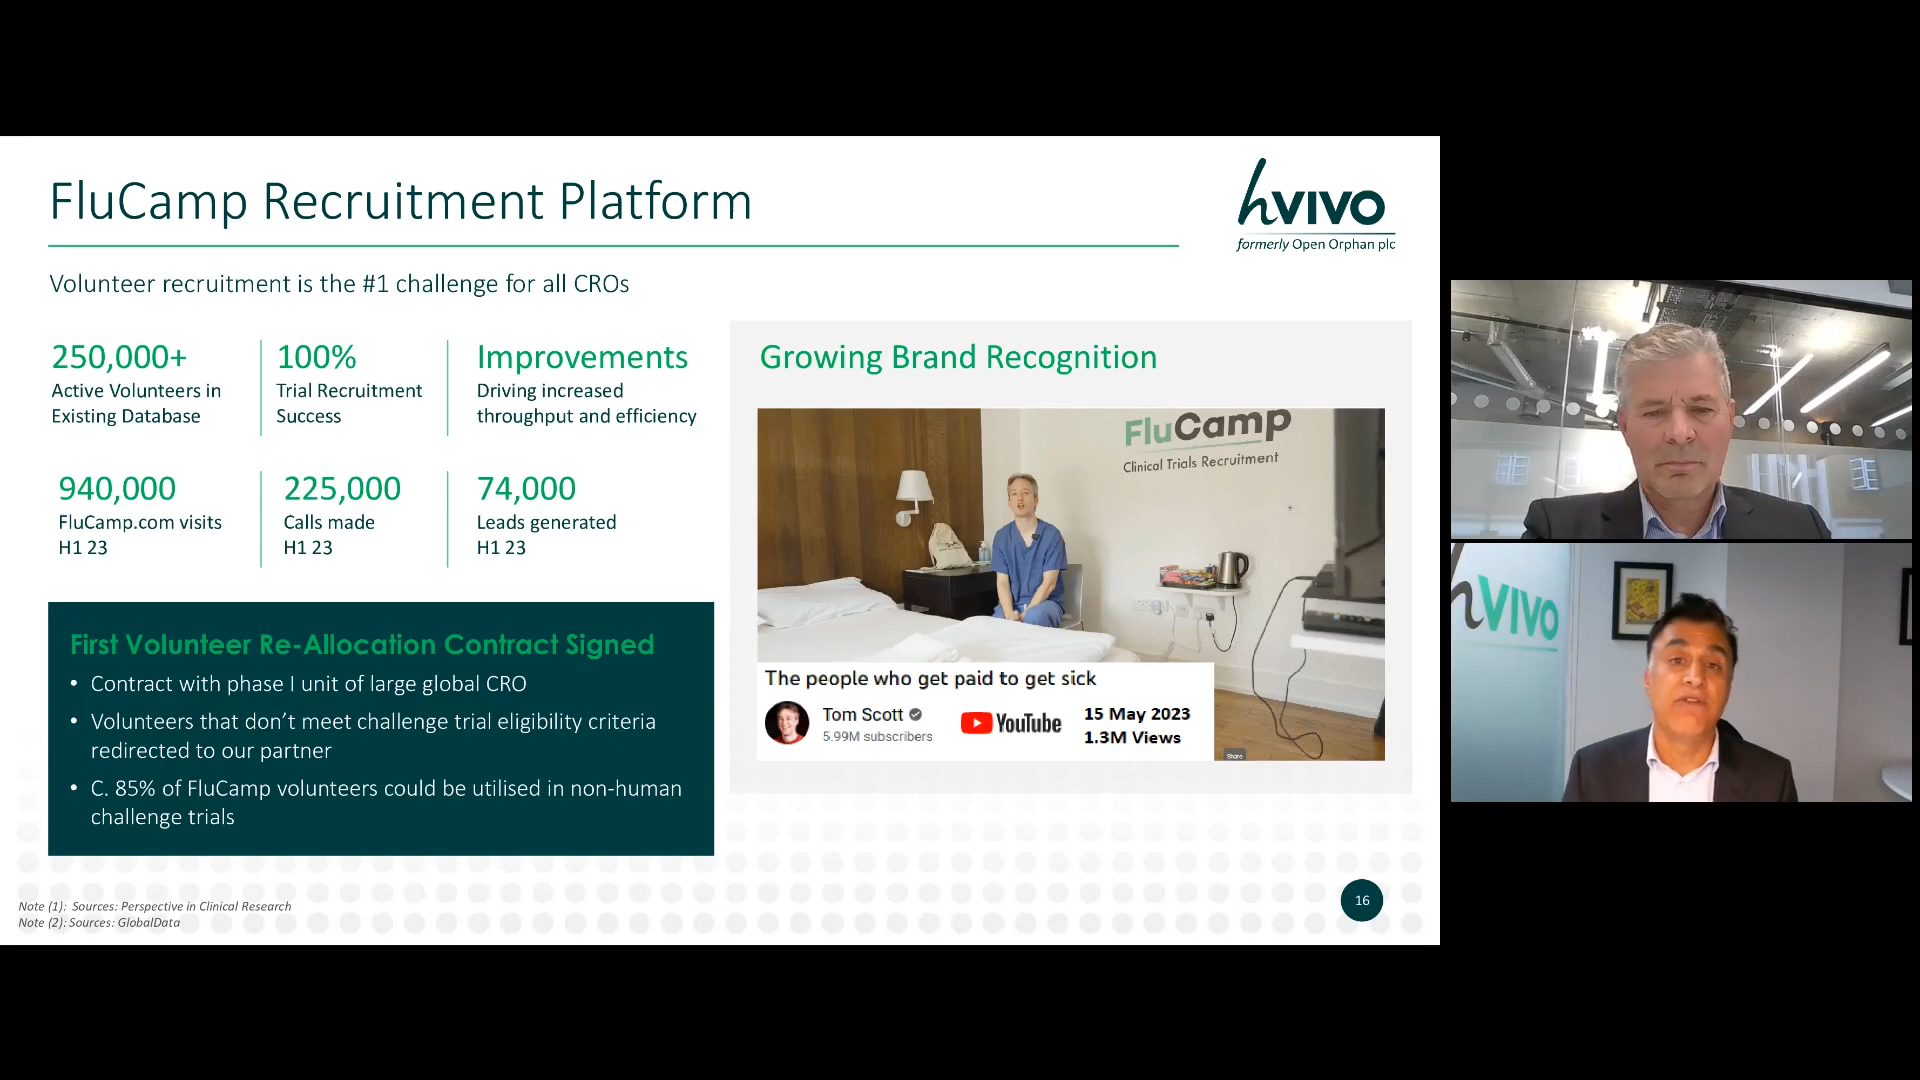 FluCamp Recruitment Platform
hvivo
formerly Open Orphan plc
Volunteer recruitment is the #1 challenge for all CROs
250,000+
Active Volunteers in
Existing Database
100%
Trial Recruitment
Success
Improvements
Driving increased
throughput and efficiency
940,000
FluCamp.com visits
H1 23
225,000
Calls made
H1 23
74,000
Leads generated
H1 23
First Volunteer Re-Allocation Contract Signed
• Contract with phase I unit of large global CRO
• Volunteers that don’t meet challenge trial eligibility criteria
redirected to our partner
• C. 85% of FluCamp volunteers could be utilised in non-human
challenge trials
Growing Brand Recognition
FluCamp
Clinical Trials Recruitment
The people who get paid to get sick
Tom Scott
5.99M subscribers
YouTube
15 May 2023
1.3M Views
Share
Note (1): Sources: Perspective in Clinical Research
Note (2): Sources: GlobalData
16
hVIVO